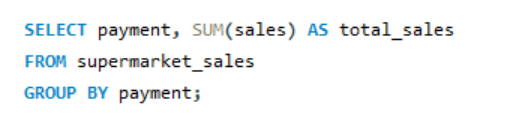 SELECT payment, SUM(sales) AS total_sales
FROM supermarket_sales
GROUP BY payment;